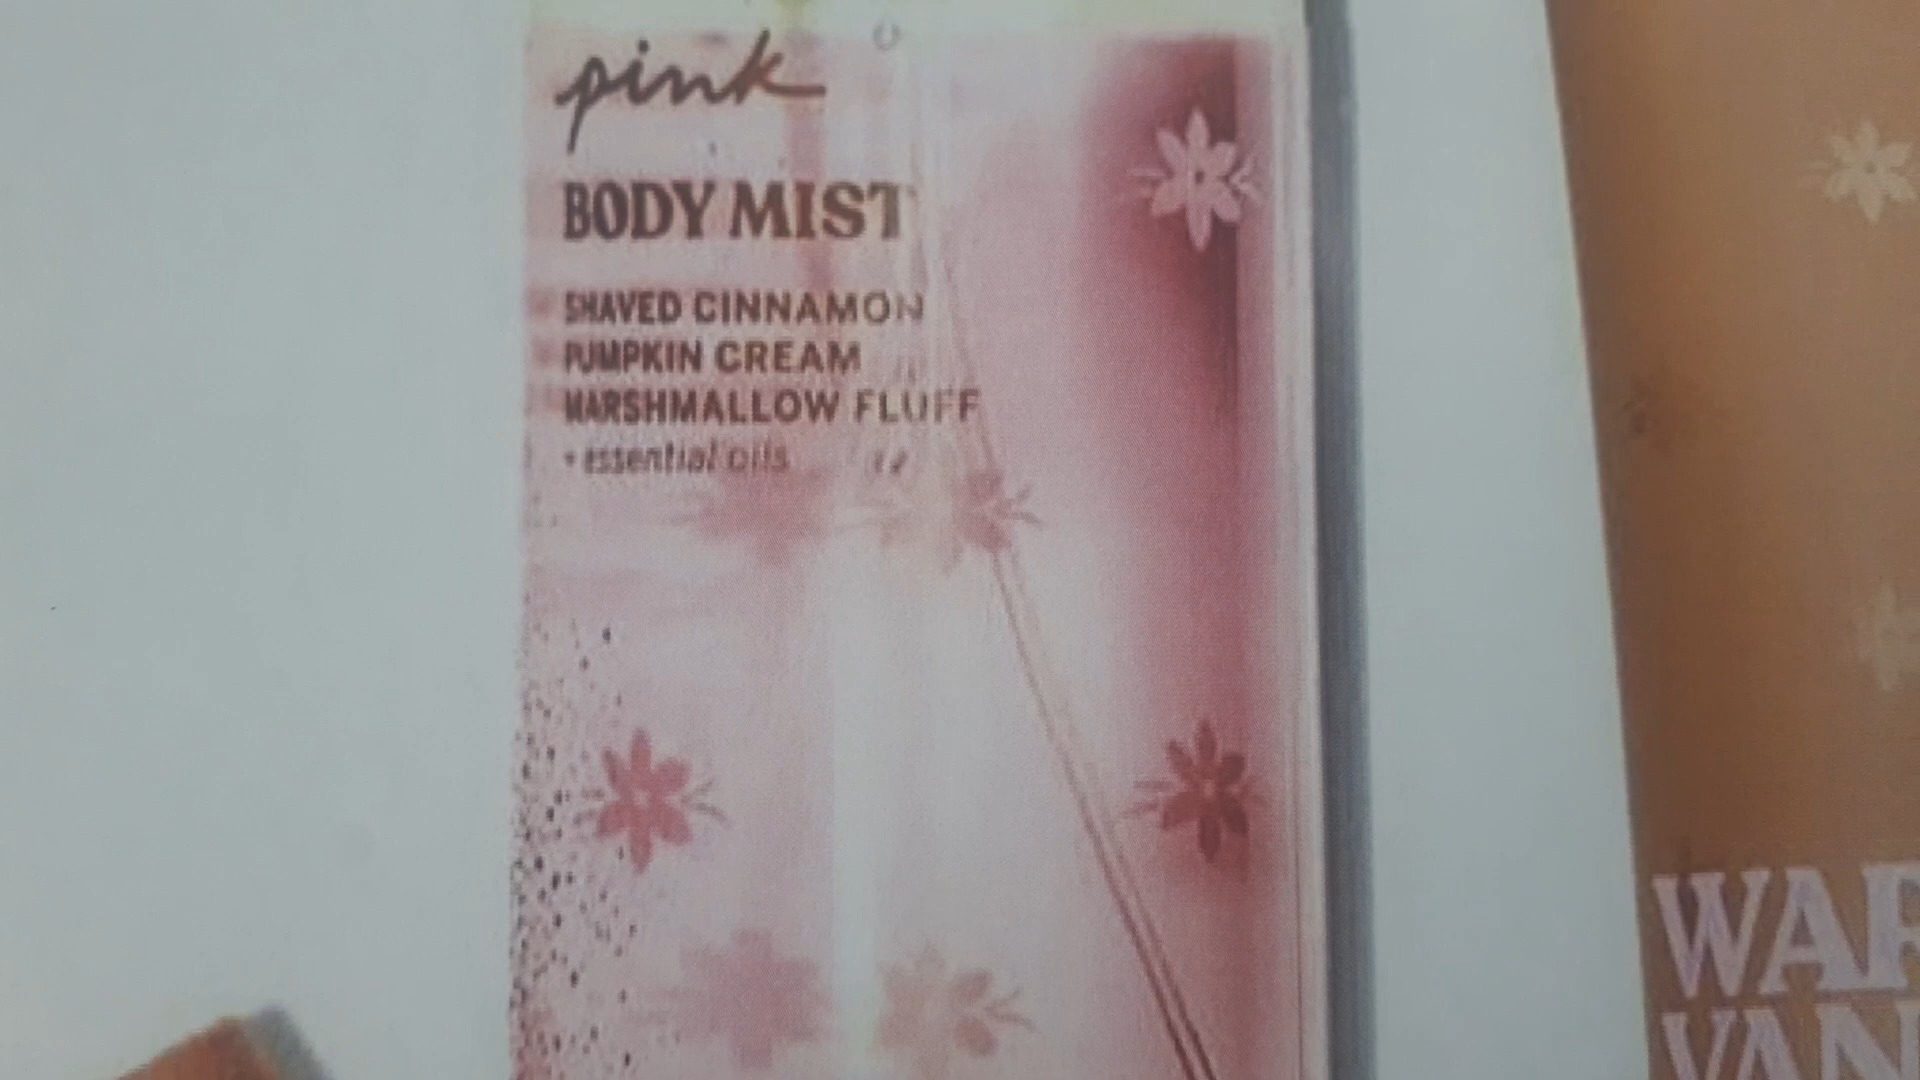 pink
BODY MIST
SHAVED CINNAMON
PUMPKIN CREAM
MARSHMALLOW FLUFF
+ essential oils